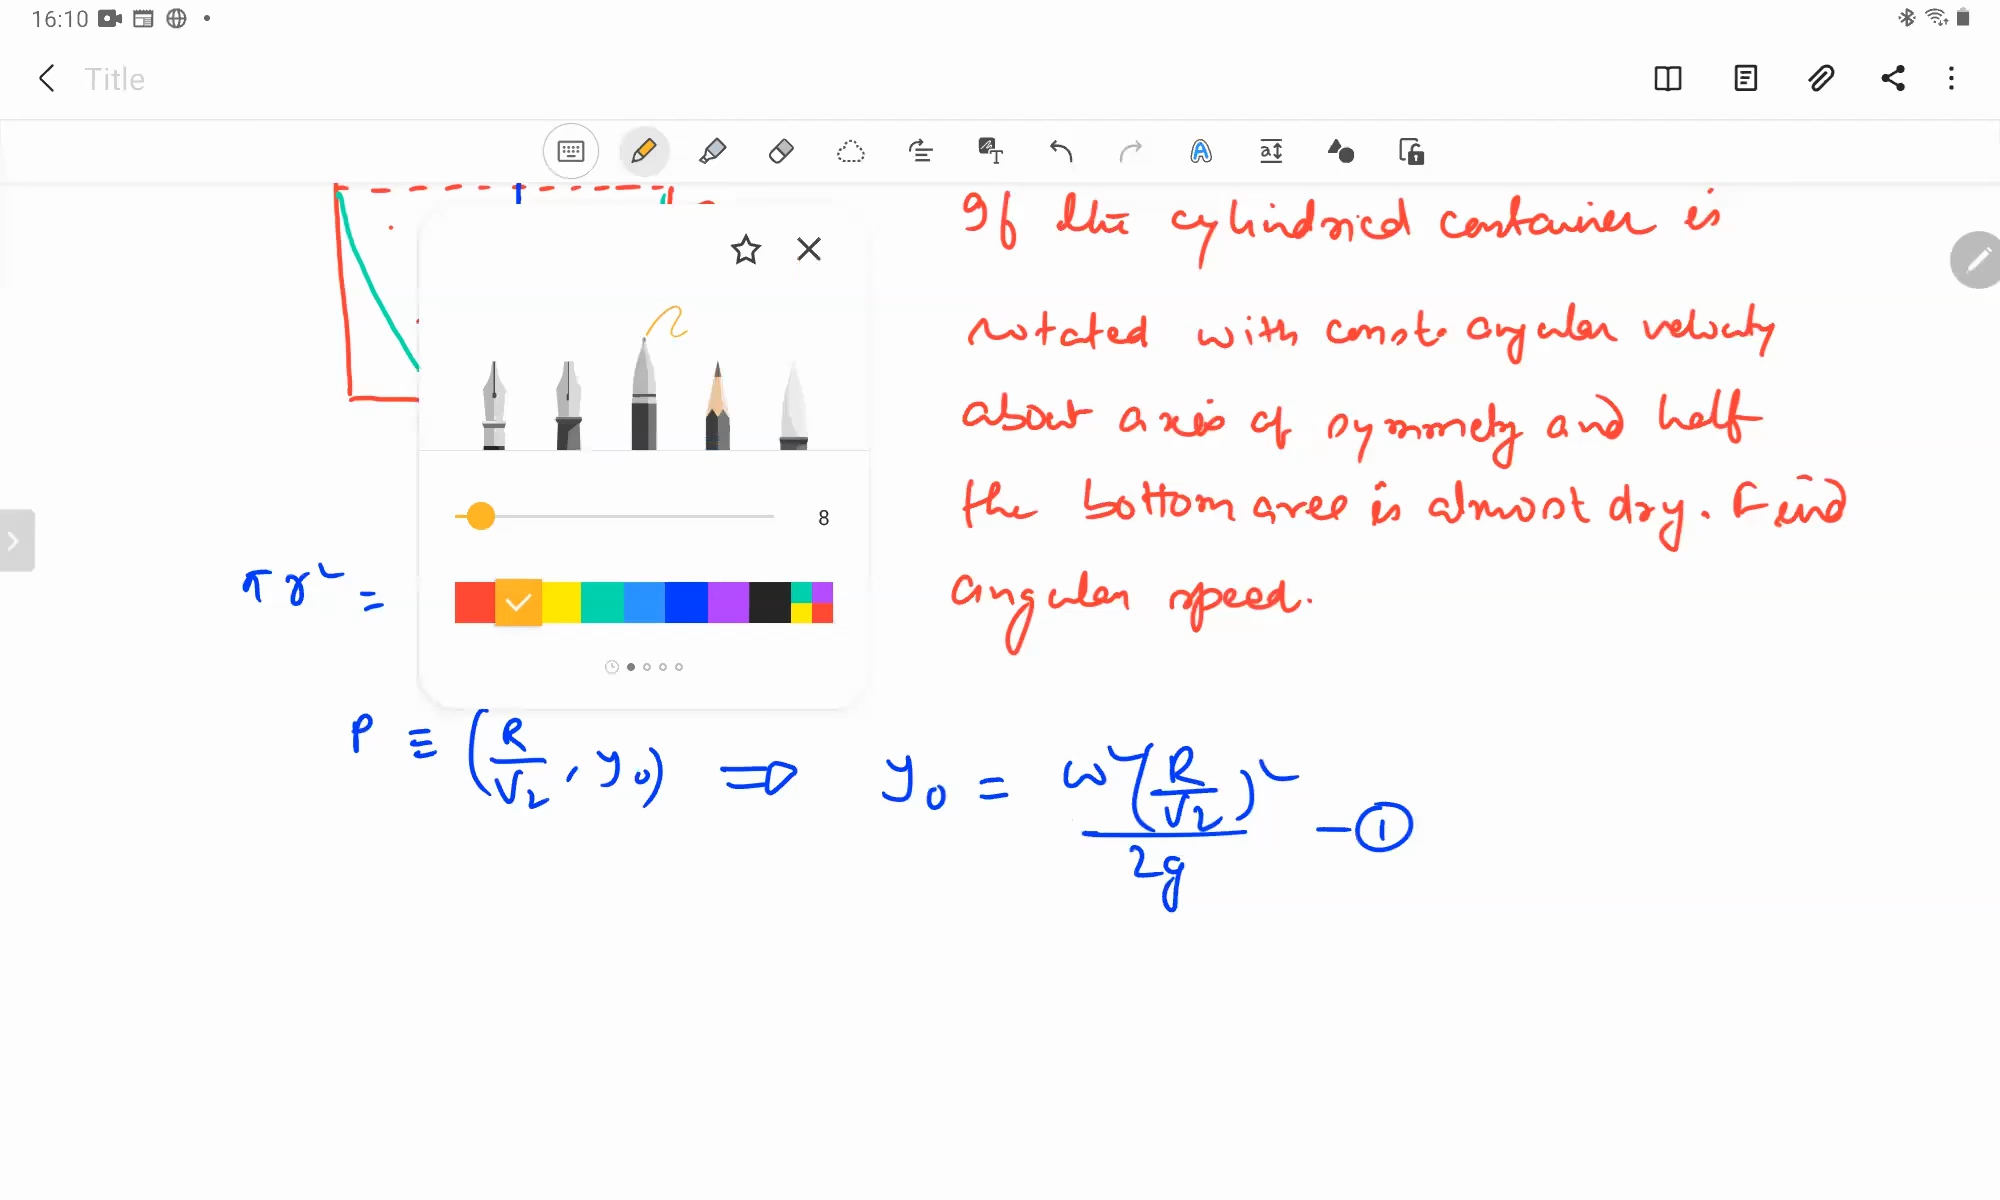 16:10
Title
If the cylindrical container is
rotated with const. angular velocity
about axis of symmety and half
the bottom area is almost dry. Find
angular speed.
8
πr² =
P ≡ (R/√2, y₀) ⇒ y₀ = ω²(R/√2)²/2g — ①